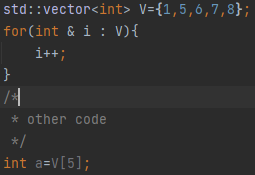 std::vector<int> V={1,5,6,7,8};
for(int & i : V){
    i++;
}
/*
 * other code
 */
int a=V[5];